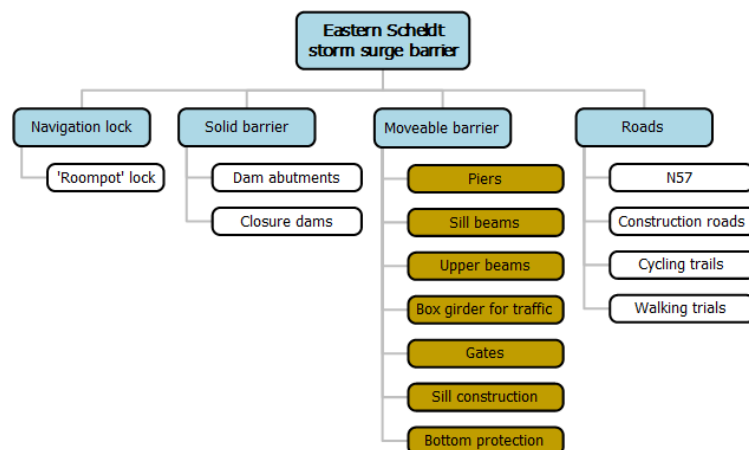 Eastern Scheldt
storm surge barrier
Navigation lock
Solid barrier
Moveable barrier
Roads
'Roompot' lock
Dam abutments
Closure dams
Piers
Sill beams
Upper beams
Box girder for traffic
Gates
Sill construction
Bottom protection
N57
Construction roads
Cycling trails
Walking trials